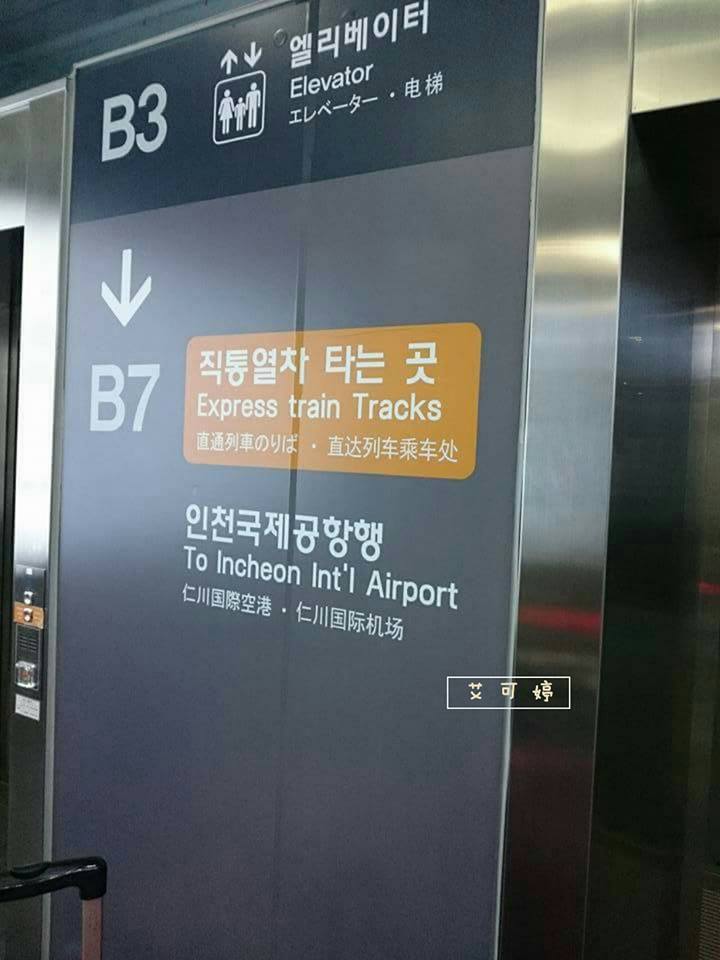 B3
엘리베이터
Elevator
エレベーター · 电梯
B7
직통열차 타는 곳
Express train Tracks
直通列車のりば · 直达列车乘车处
인천국제공항행
To Incheon Int'l Airport
仁川国際空港 · 仁川国际机场
艾可婷